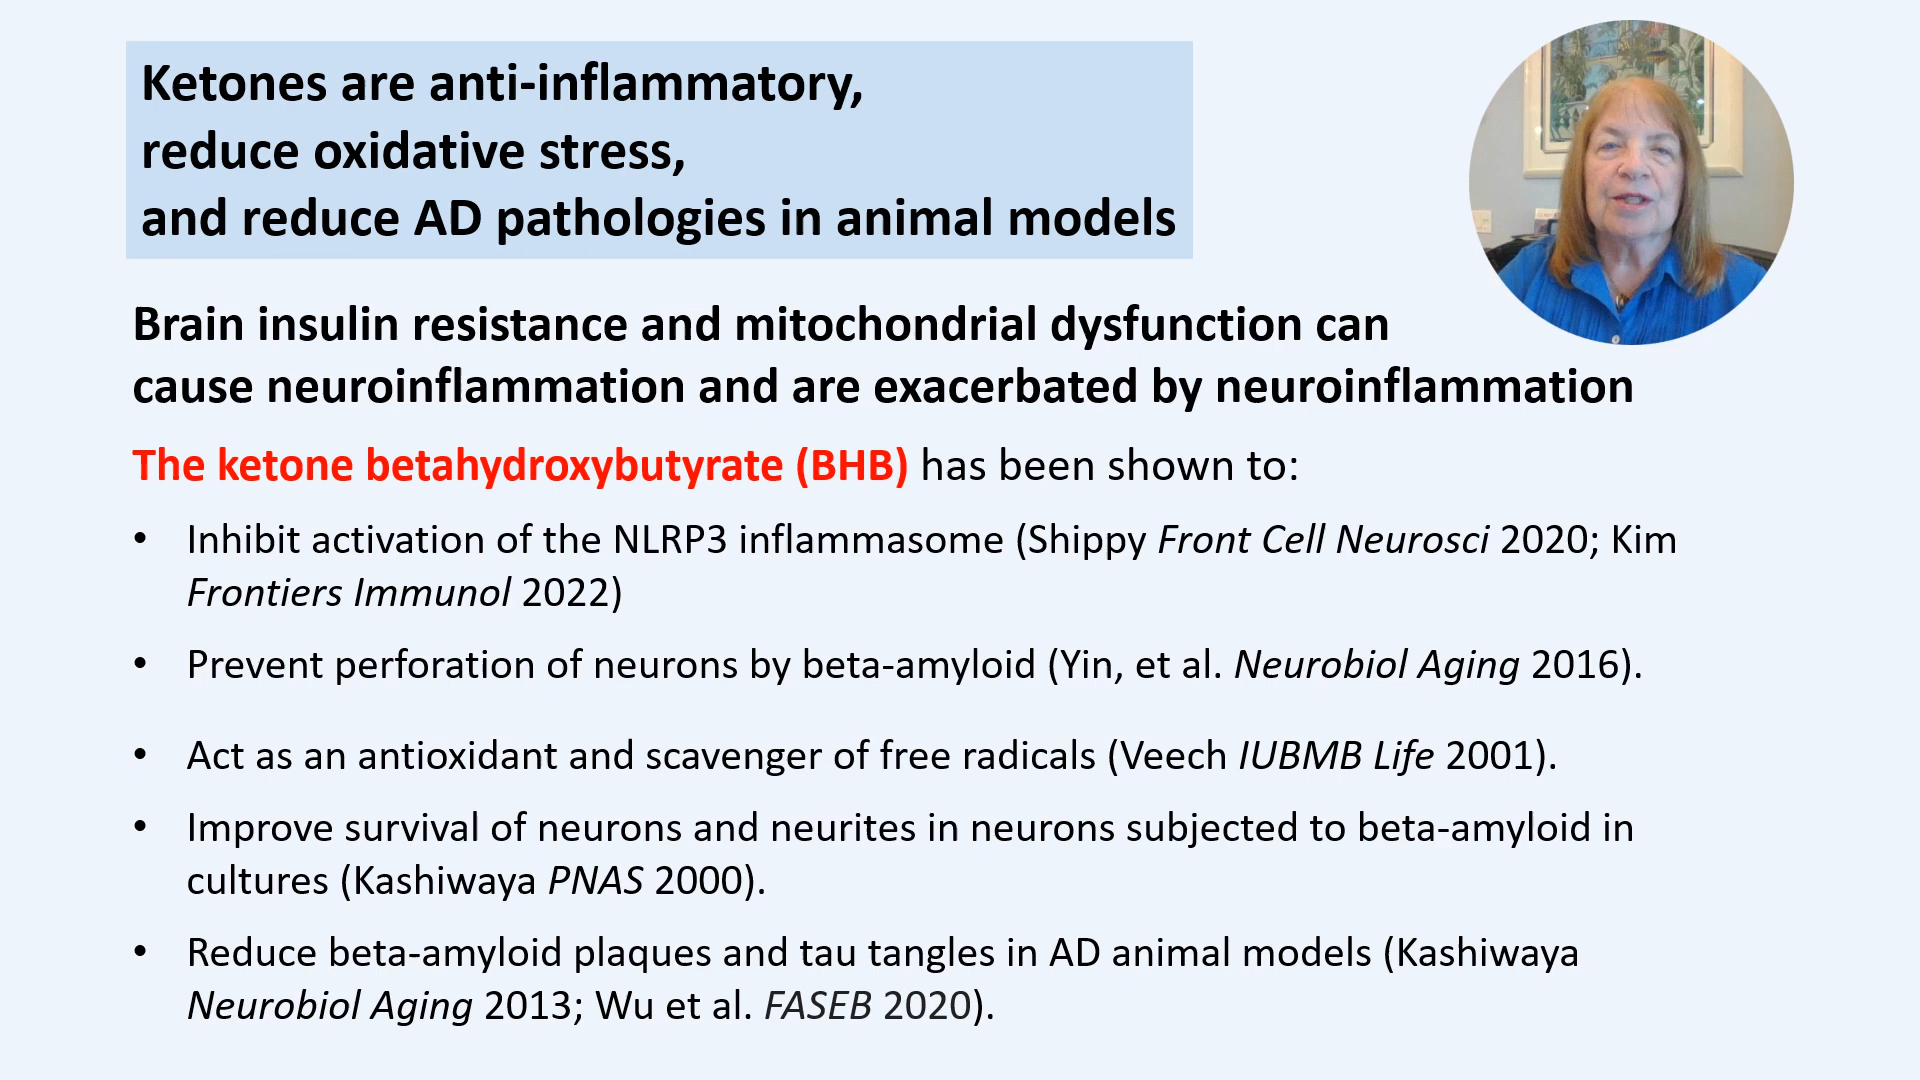 Ketones are anti-inflammatory,
reduce oxidative stress,
and reduce AD pathologies in animal models
Brain insulin resistance and mitochondrial dysfunction can
cause neuroinflammation and are exacerbated by neuroinflammation
The ketone betahydroxybutyrate (BHB) has been shown to:
• Inhibit activation of the NLRP3 inflammasome (Shippy Front Cell Neurosci 2020; Kim
Frontiers Immunol 2022)
• Prevent perforation of neurons by beta-amyloid (Yin, et al. Neurobiol Aging 2016).
• Act as an antioxidant and scavenger of free radicals (Veech IUBMB Life 2001).
• Improve survival of neurons and neurites in neurons subjected to beta-amyloid in
cultures (Kashiwaya PNAS 2000).
• Reduce beta-amyloid plaques and tau tangles in AD animal models (Kashiwaya
Neurobiol Aging 2013; Wu et al. FASEB 2020).